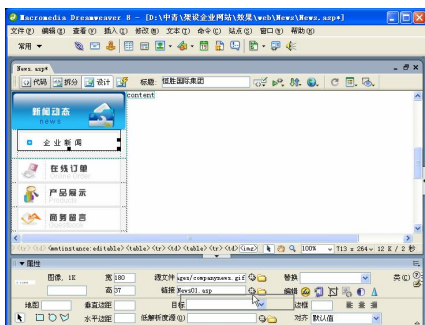 Macromedia Dreamweaver 8 - [D:\中青\架设企业网站\效果\web\News\News.asp*]
文件(F) 编辑(E) 查看(V) 插入(I) 修改(M) 文本(T) 命令(C) 站点(S) 窗口(W) 帮助(H)
常用
News.asp*
代码 拆分 设计 标题: 恒胜国际集团
content
新闻动态
news
企业新闻
在线订单
产品展示
商务留言
<mmtinstance:editable> <table> <tr> <td> <table> <tr> <td> <img> 100% 713 x 264 12 K / 2 秒
属性
图像, 1K 宽 180 源文件 ages/companynews.gif 替换 类(C)
高 37 链接 News01.asp 编辑
地图 垂直边距 目标 边框
水平边距 低解析度源(U) 对齐 默认值